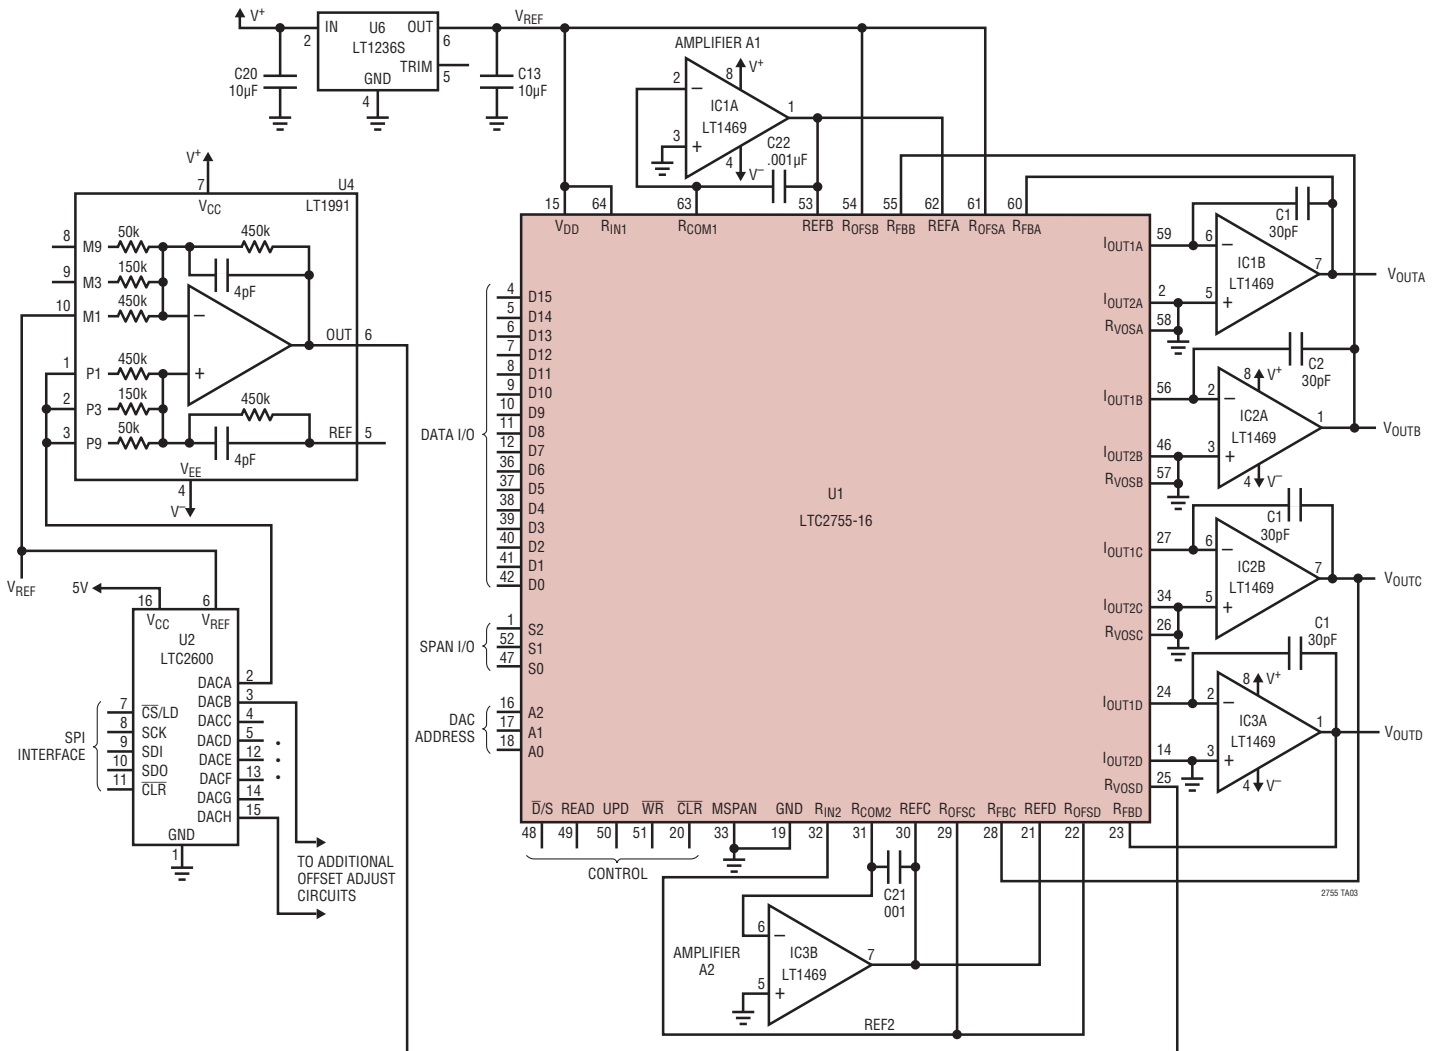 V+
IN
U6
LT1236S
OUT
VREF
2
6
TRIM
5
GND
4
C20
10µF
C13
10µF
AMPLIFIER A1
2
8
V+
IC1A
LT1469
1
3
4
V–
C22
.001µF
V+
7
VCC
U4
LT1991
8
M9
50k
450k
9
M3
150k
4pF
10
M1
450k
–
OUT
6
1
P1
450k
+
2
P3
150k
450k
3
P9
50k
4pF
REF
5
VEE
4
V–
VREF
5V
16
VCC
6
VREF
U2
LTC2600
DACA
2
DACB
3
DACC
4
DACD
5
DACE
12
DACF
13
DACG
14
DACH
15
SPI
INTERFACE
7
CS/LD
8
SCK
9
SDI
10
SDO
11
CLR
GND
1
TO ADDITIONAL
OFFSET ADJUST
CIRCUITS
15
64
63
53
54
55
62
61
60
VDD
RIN1
RCOM1
REFB
ROFSB
RFBB
REFA
ROFSA
RFBA
DATA I/O
4
D15
5
D14
6
D13
7
D12
8
D11
9
D10
10
D9
11
D8
12
D7
36
D6
37
D5
38
D4
39
D3
40
D2
41
D1
42
D0
SPAN I/O
1
S2
52
S1
47
S0
DAC
ADDRESS
16
A2
17
A1
18
A0
U1
LTC2755-16
IOUT1A
59
IOUT2A
2
RVOSA
58
IOUT1B
56
IOUT2B
46
RVOSB
57
IOUT1C
27
IOUT2C
34
RVOSC
26
IOUT1D
24
IOUT2D
14
RVOSD
25
C1
30pF
6
–
IC1B
LT1469
7
5
+
VOUTA
C2
30pF
8
V+
2
–
IC2A
LT1469
1
3
+
4
V–
VOUTB
C1
30pF
6
–
IC2B
LT1469
7
5
+
VOUTC
C1
30pF
8
V+
2
–
IC3A
LT1469
1
3
+
4
V–
VOUTD
D/S
READ
UPD
WR
CLR
MSPAN
GND
RIN2
RCOM2
REFC
ROFSC
RFBC
REFD
ROFSD
RFBD
48
49
50
51
20
33
19
32
31
30
29
28
21
22
23
CONTROL
C21
001
AMPLIFIER
A2
6
–
IC3B
LT1469
7
5
+
REF2
2755 TA03